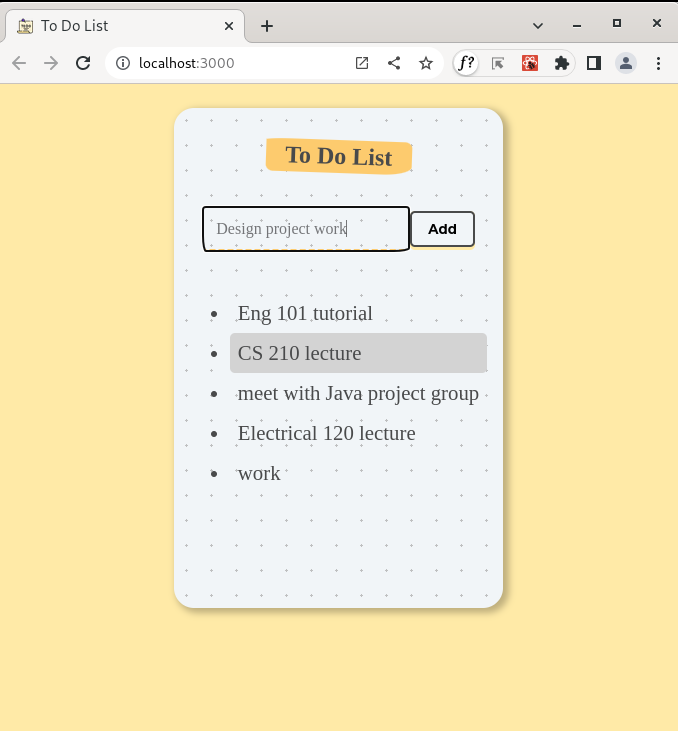 To Do List
localhost:3000
f?
To Do List
Design project work
Add
Eng 101 tutorial
CS 210 lecture
meet with Java project group
Electrical 120 lecture
work